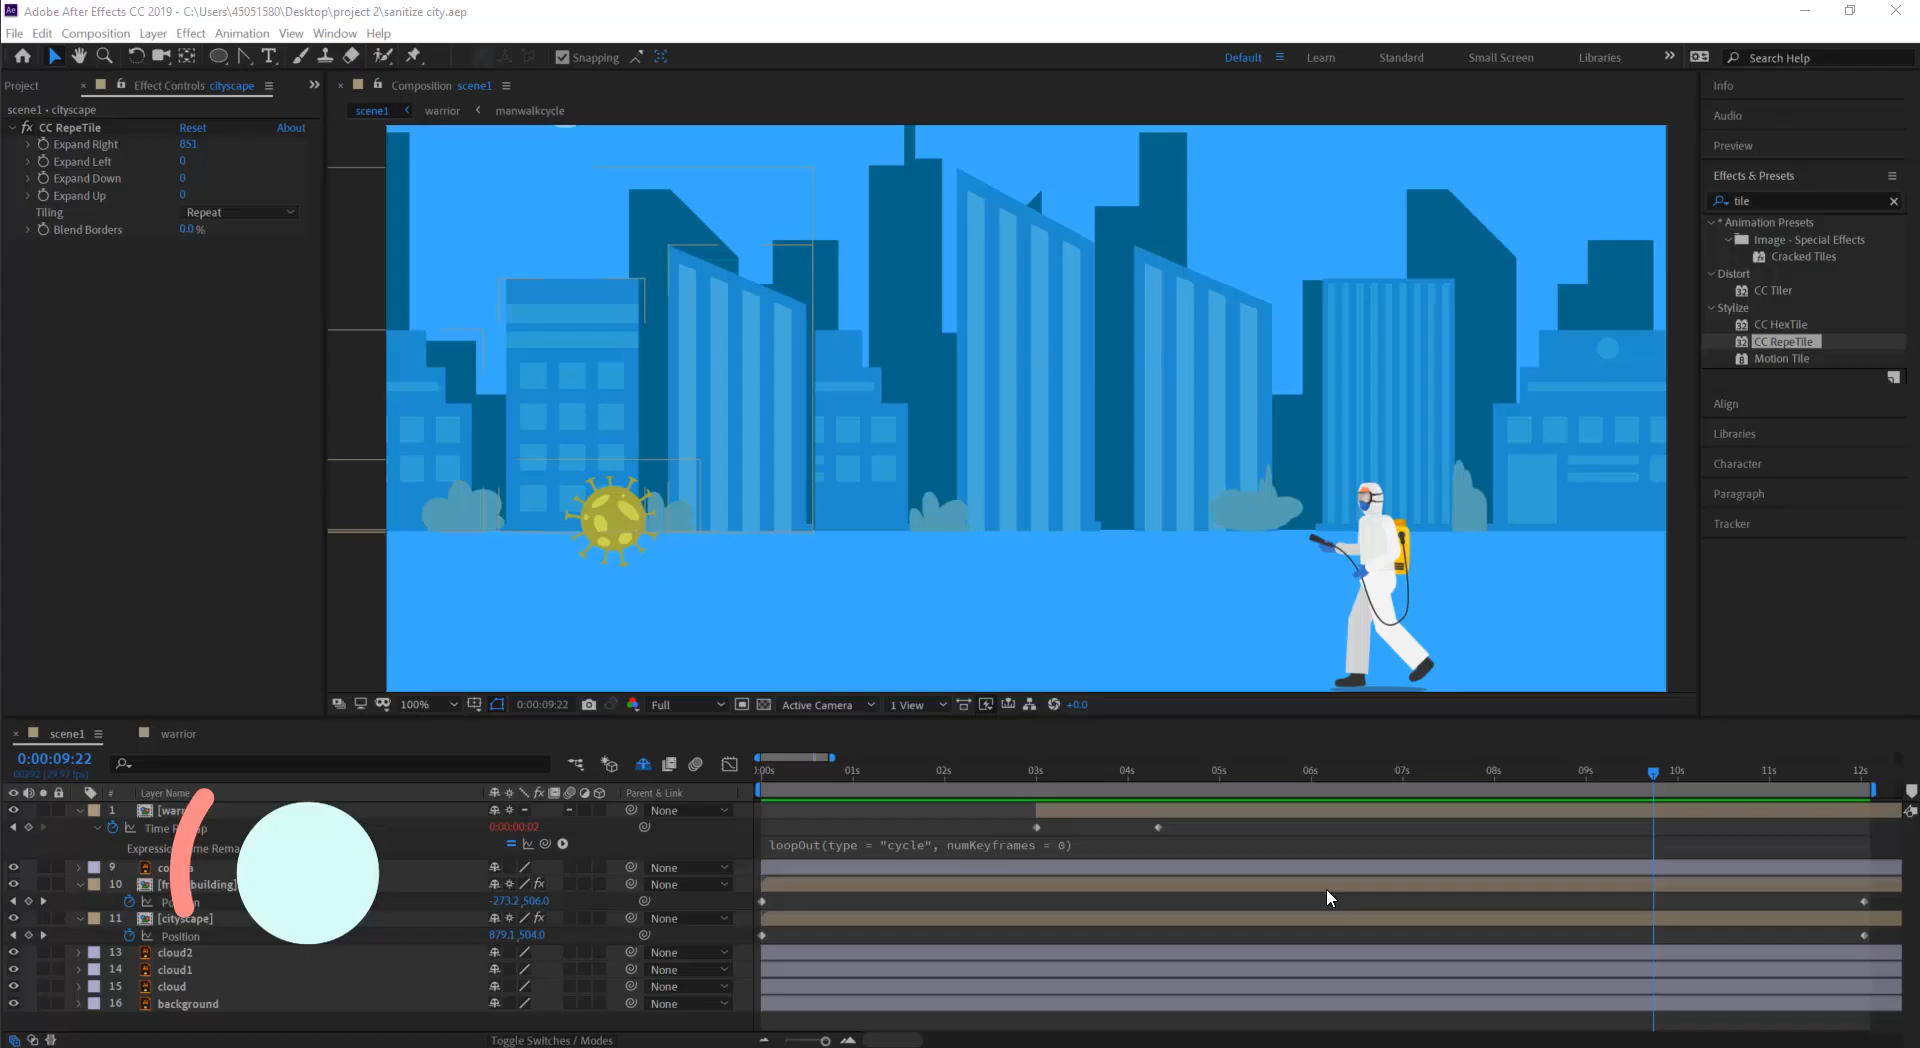 Adobe After Effects CC 2019 - C:\Users\45051580\Desktop\project 2\sanitize city.aep
File Edit Composition Layer Effect Animation View Window Help
Snapping
Default Learn Standard Small Screen Libraries Search Help
Project Effect Controls cityscape
Composition scene1
Info
scene1 • cityscape
scene1 warrior manwalkcycle
Audio
fx CC RepeTile Reset About
Expand Right 851
Preview
Expand Left 0
Effects & Presets
Expand Down 0
Expand Up 0
tile
Tiling Repeat
* Animation Presets
Blend Borders 0.0 %
Image - Special Effects
Cracked Tiles
Distort
CC Tiler
Stylize
CC HexTile
CC RepeTile
Motion Tile
Align
Libraries
Character
Paragraph
Tracker
100% 0:00:09:22 Full Active Camera 1 View +0.0
scene1 warrior
0:00:09:22
00292 (29.97 fps)
:00s 01s 02s 03s 04s 05s 06s 07s 08s 09s 10s 11s 12s
# Layer Name Parent & Link
1 None
Time 0:00:00:02
loopOut(type = "cycle", numKeyframes = 0)
9 None
10 building] None
-273.2,506.0
11 [cityscape] None
Position 879.1,504.0
13 cloud2 None
14 cloud1 None
15 cloud None
16 background None
Toggle Switches / Modes